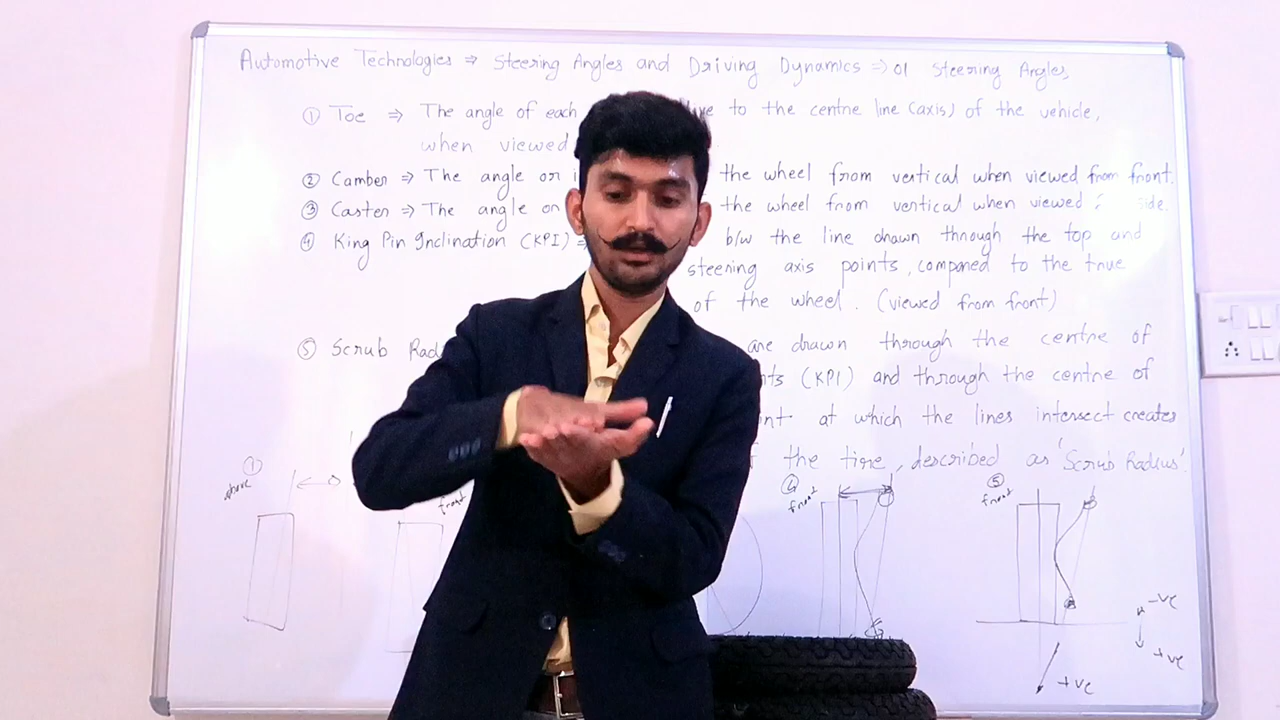 Automotive Technologies ⇒ Steering Angles and Driving Dynamics ⇒ 01 Steering Angles
① Toe ⇒ The angle of each to the centre line (axis) of the vehicle,
when viewed
② Camber ⇒ The angle or the wheel from vertical when viewed from front.
③ Caster ⇒ The angle or the wheel from vertical when viewed side.
④ King Pin Inclination (KPI) ⇒ b/w the line drawn through the top and
steering axis points, compared to the true
of the wheel. (viewed from front)
⑤ Scrub are drawn through the centre of
(KPI) and through the centre of
at which the lines intersect creates
the tire, described as 'Scrub Radius'.
①
above
front
④
front
⑤
front
-ve
+ve
+ve